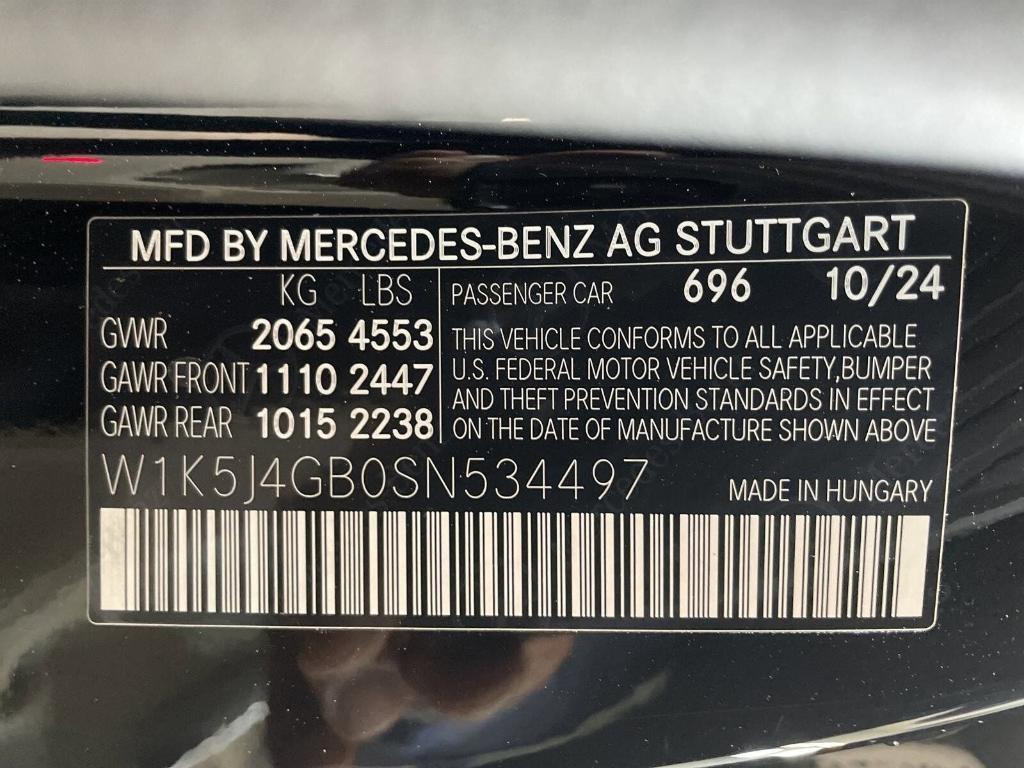 MFD BY MERCEDES-BENZ AG STUTTGART
KG LBS
GVWR 2065 4553
GAWR FRONT 1110 2447
GAWR REAR 1015 2238
PASSENGER CAR 696 10/24
THIS VEHICLE CONFORMS TO ALL APPLICABLE
U.S. FEDERAL MOTOR VEHICLE SAFETY, BUMPER
AND THEFT PREVENTION STANDARDS IN EFFECT
ON THE DATE OF MANUFACTURE SHOWN ABOVE
W1K5J4GB0SN534497
MADE IN HUNGARY